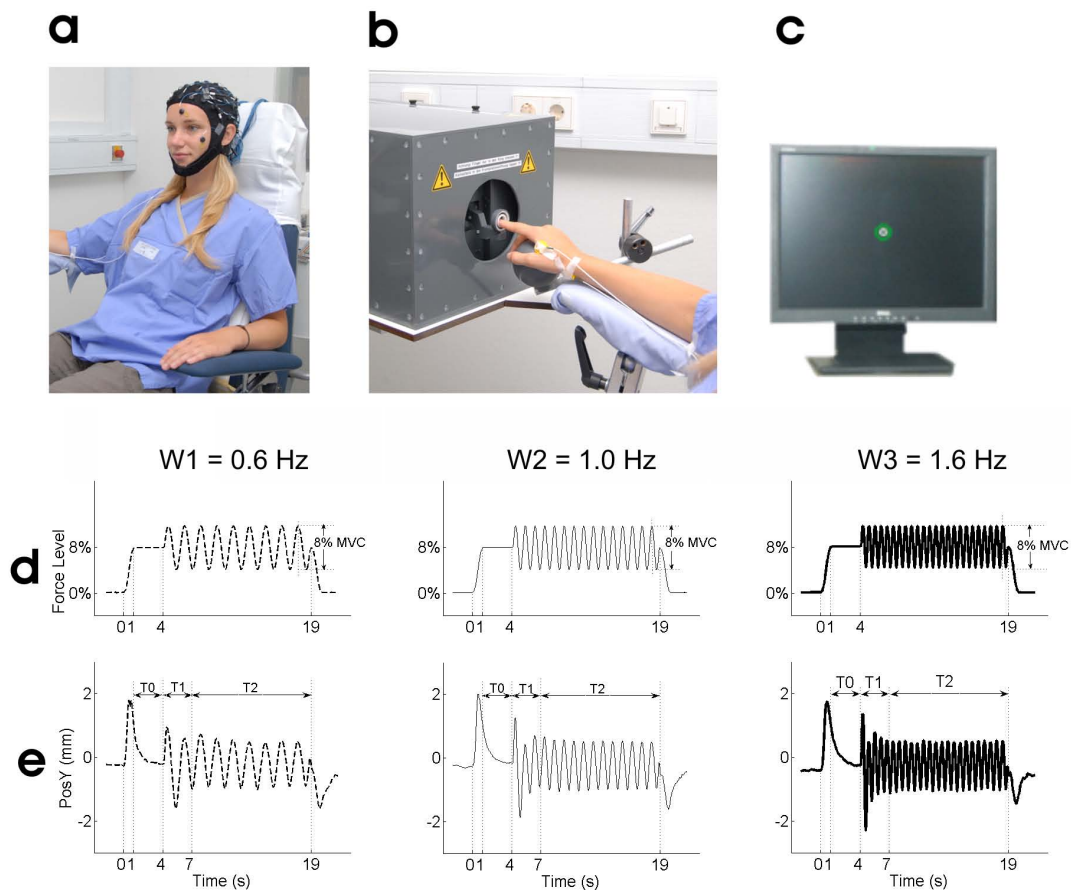 a
b
c
W1 = 0.6 Hz
W2 = 1.0 Hz
W3 = 1.6 Hz
d
Force Level
8%
0%
8% MVC
0 1 4 19
8%
0%
8% MVC
0 1 4 19
8%
0%
8% MVC
0 1 4 19
e
PosY (mm)
2
0
-2
T0 T1 T2
0 1 4 7 19
Time (s)
2
0
-2
T0 T1 T2
0 1 4 7 19
Time (s)
2
0
-2
T0 T1 T2
0 1 4 7 19
Time (s)